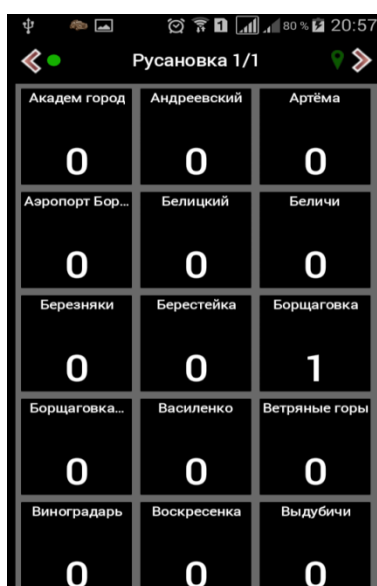 1 80 % 20:57
Русановка 1/1
Академ город Андреевский Артёма
0 0 0
Аэропорт Бор... Белицкий Беличи
0 0 0
Березняки Берестейка Борщаговка
0 0 1
Борщаговка... Василенко Ветряные горы
0 0 0
Виноградарь Воскресенка Выдубичи
0 0 0